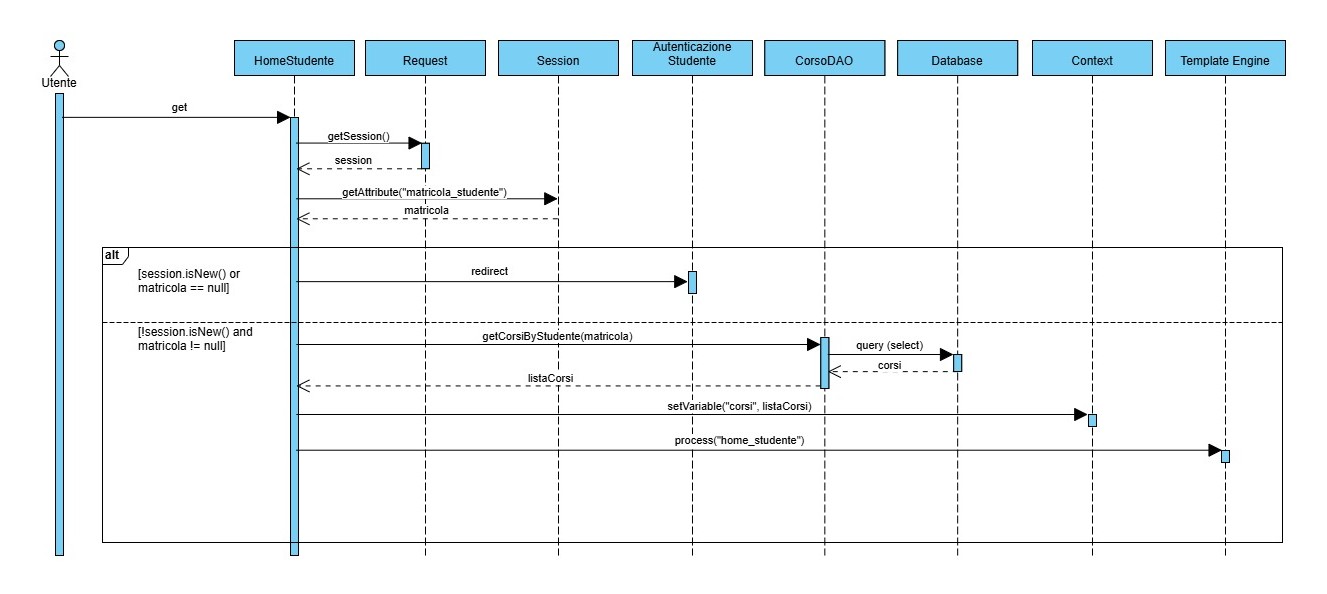 Utente
HomeStudente
Request
Session
Autenticazione
Studente
CorsoDAO
Database
Context
Template Engine
get
getSession()
session
getAttribute("matricola_studente")
matricola
alt
[session.isNew() or
matricola == null]
redirect
[!session.isNew() and
matricola != null]
getCorsiByStudente(matricola)
query (select)
corsi
listaCorsi
setVariable("corsi", listaCorsi)
process("home_studente")